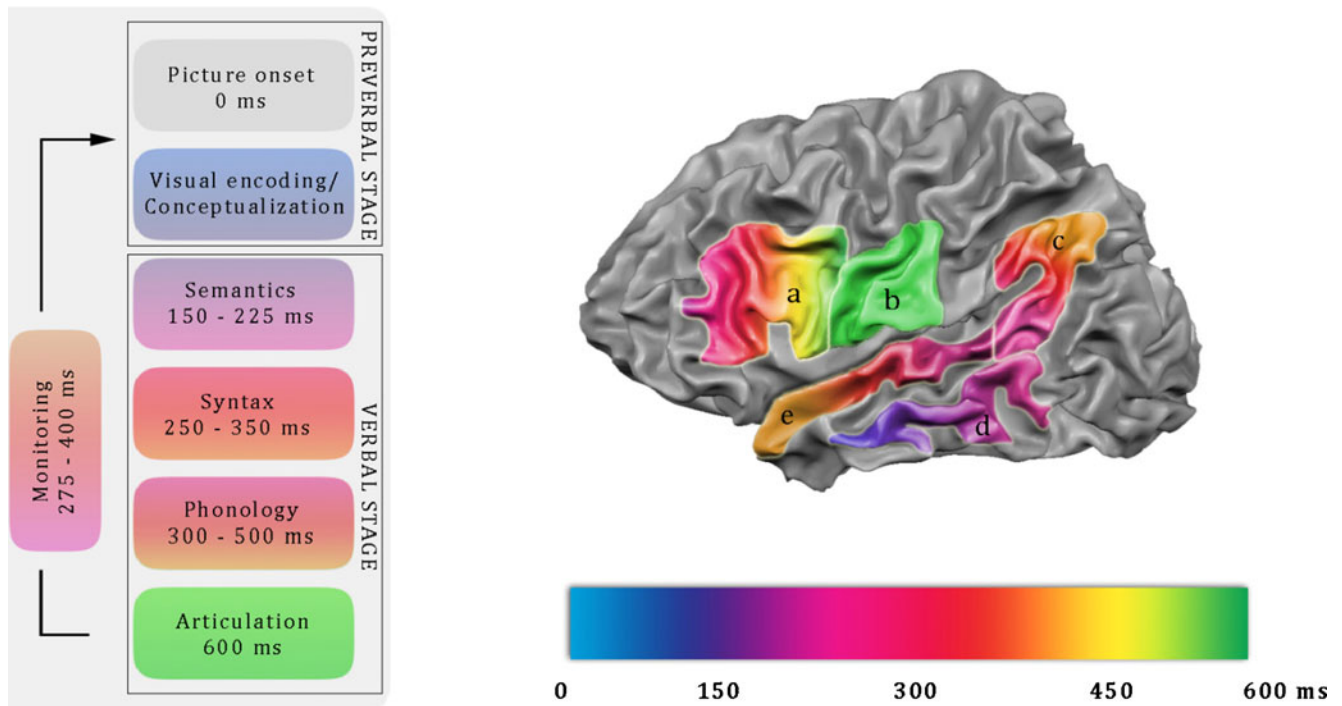 PREVERBAL STAGE
Picture onset
0 ms
Visual encoding/
Conceptualization
VERBAL STAGE
Semantics
150 - 225 ms
Syntax
250 - 350 ms
Phonology
300 - 500 ms
Articulation
600 ms
Monitoring
275 - 400 ms
a
b
c
d
e
0 150 300 450 600 ms